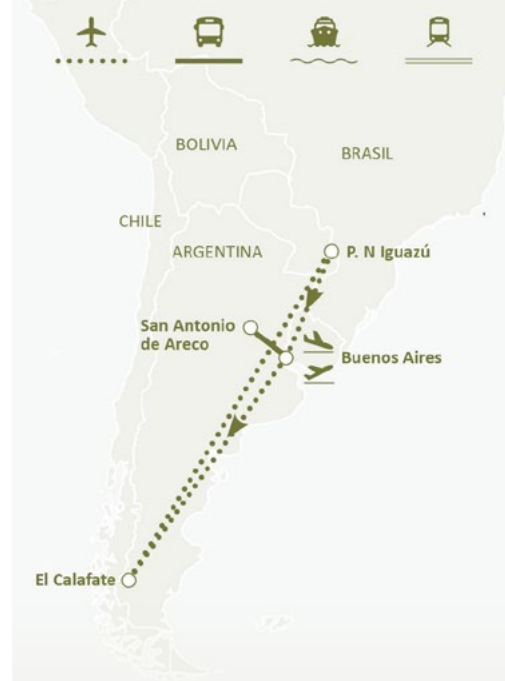 BOLIVIA
BRASIL
CHILE
ARGENTINA
P. N Iguazú
San Antonio
de Areco
Buenos Aires
El Calafate